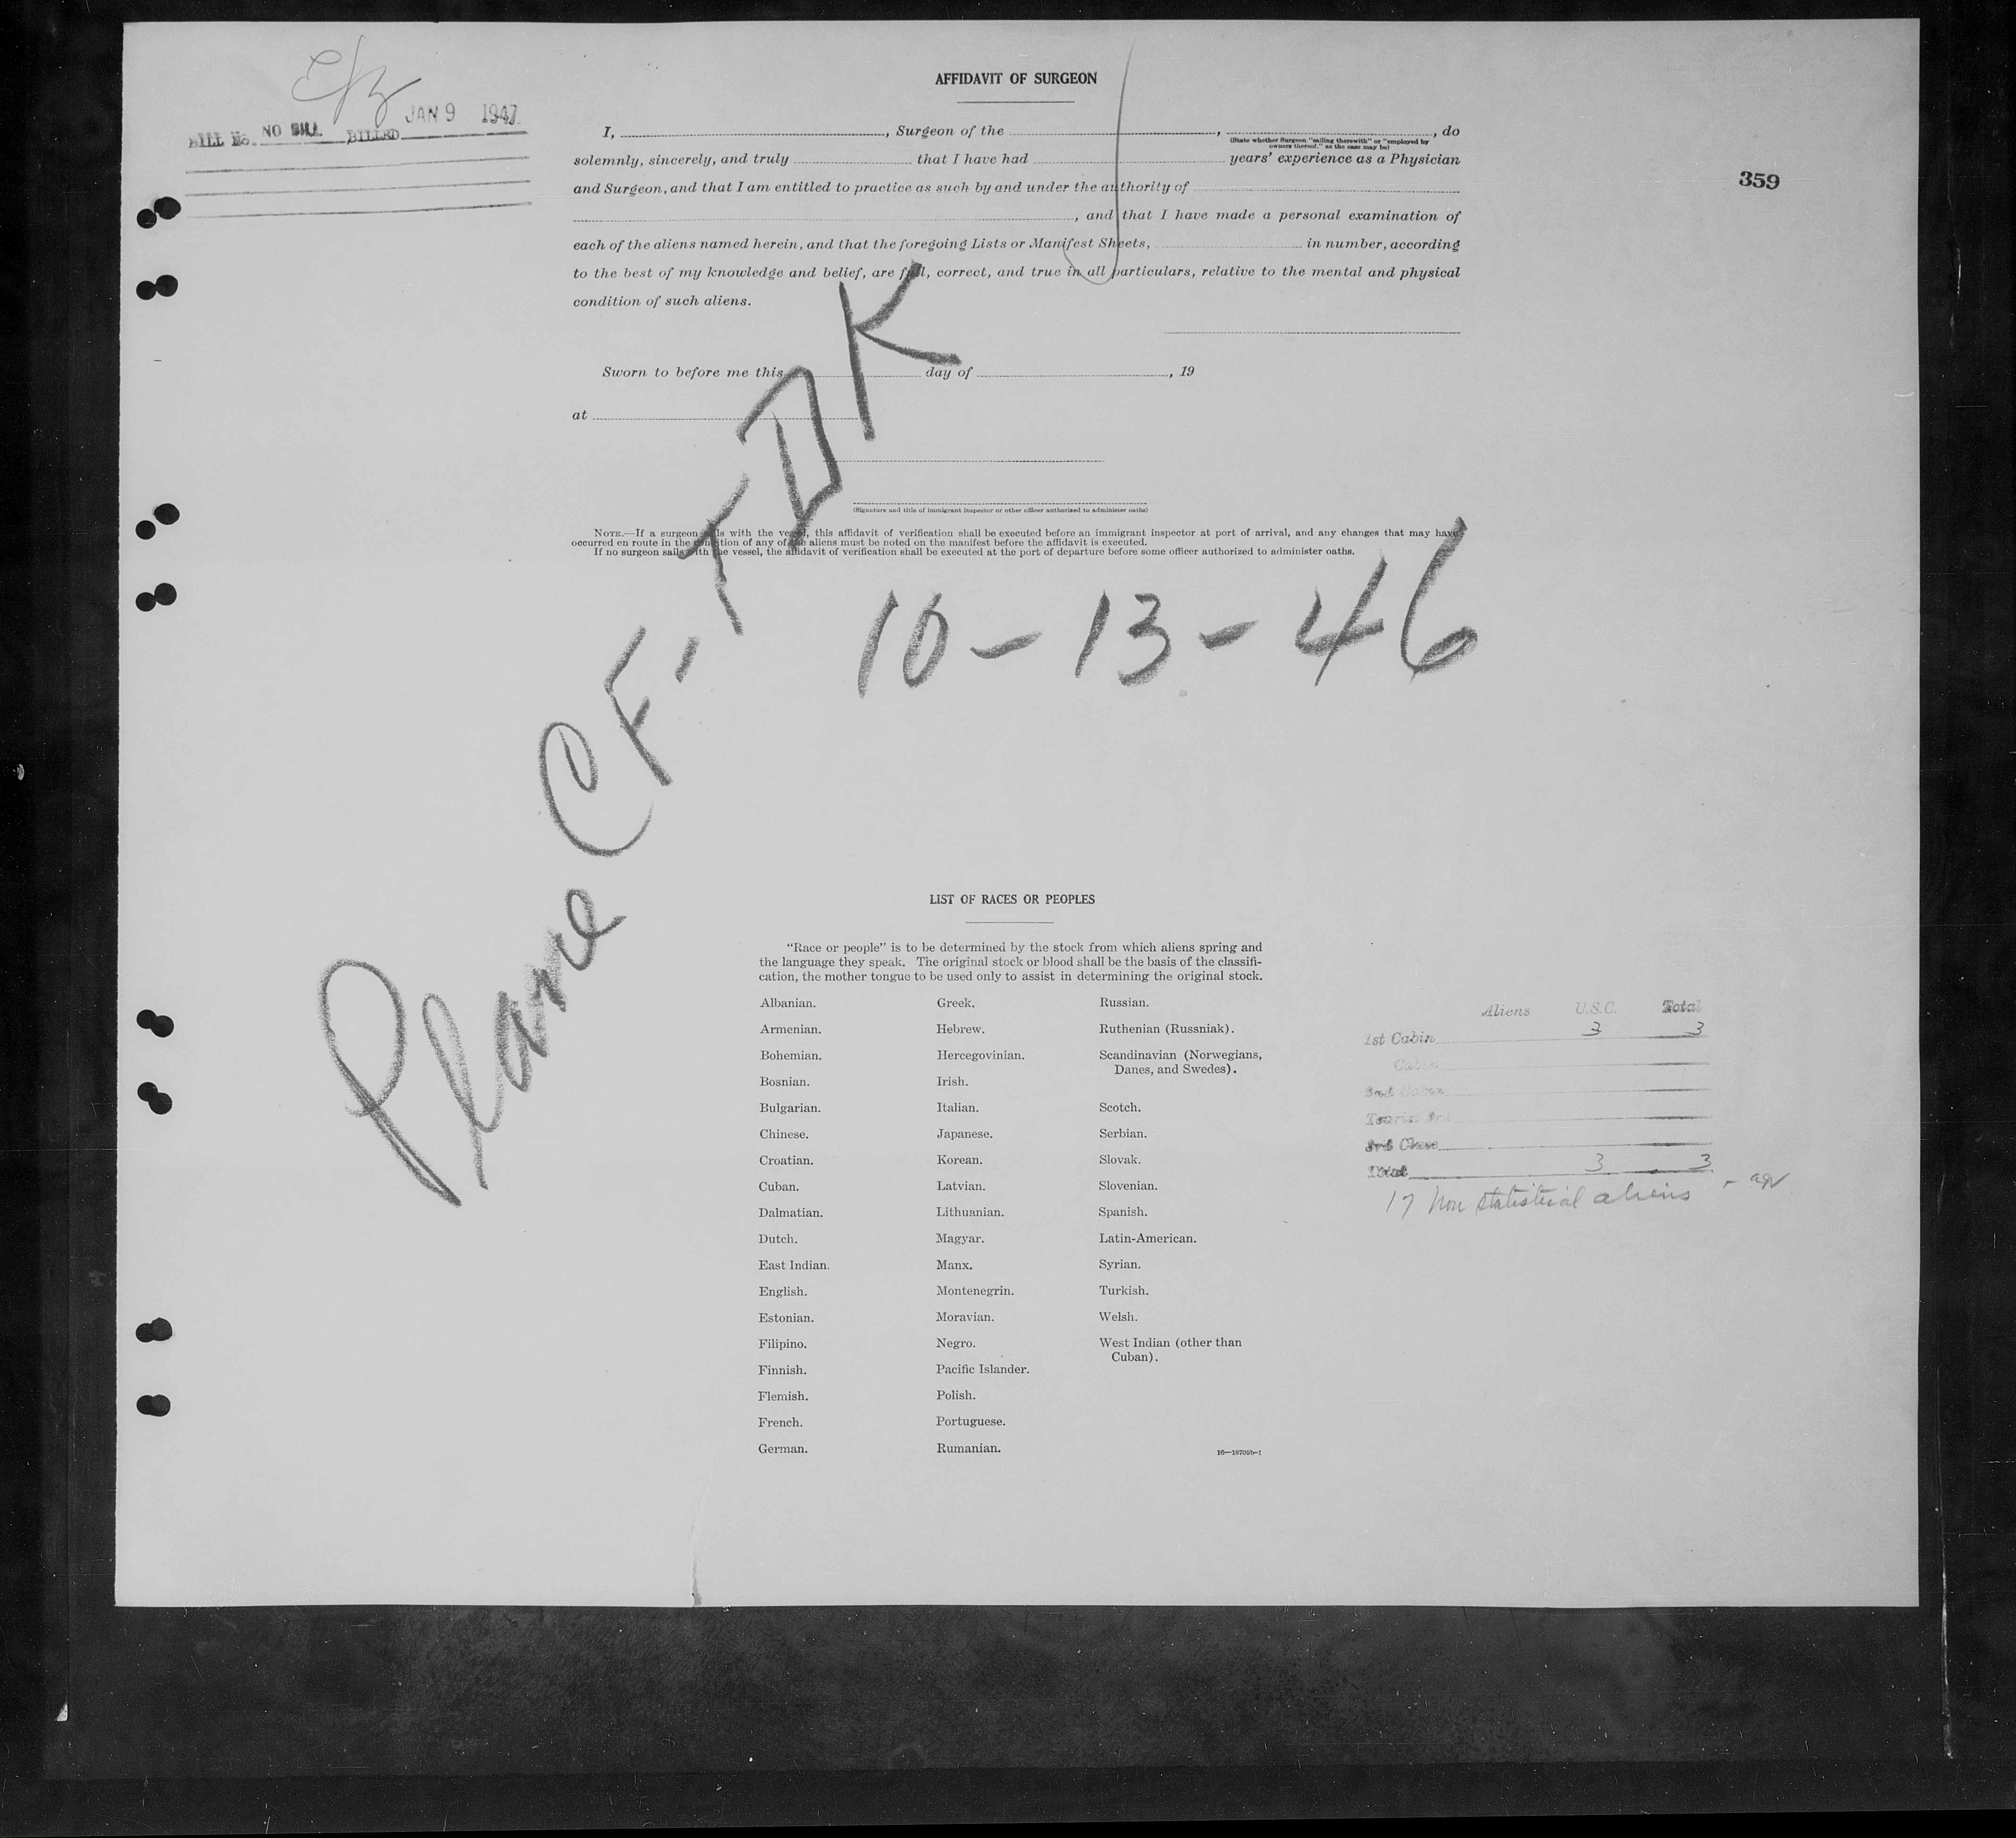 AFFIDAVIT OF SURGEON
JAN 9 1947
BILL No. NO BILL BILLED
359
I, , Surgeon of the , , do
(State whether Surgeon "sailing therewith" or "employed by
owners thereof," as the case may be)
solemnly, sincerely, and truly that I have had years' experience as a Physician
and Surgeon, and that I am entitled to practice as such by and under the authority of
, and that I have made a personal examination of
each of the aliens named herein, and that the foregoing Lists or Manifest Sheets, in number, according
to the best of my knowledge and belief, are full, correct, and true in all particulars, relative to the mental and physical
condition of such aliens.
Sworn to before me this day of , 19
at
(Signature and title of immigrant inspector or other officer authorized to administer oaths)
NOTE.—If a surgeon sails with the vessel, this affidavit of verification shall be executed before an immigrant inspector at port of arrival, and any changes that may have
occurred en route in the condition of any of the aliens must be noted on the manifest before the affidavit is executed.
If no surgeon sails with the vessel, the affidavit of verification shall be executed at the port of departure before some officer authorized to administer oaths.
Plane CF-TDK
10-13-46
LIST OF RACES OR PEOPLES
"Race or people" is to be determined by the stock from which aliens spring and
the language they speak. The original stock or blood shall be the basis of the classifi-
cation, the mother tongue to be used only to assist in determining the original stock.
Albanian. Greek. Russian.
Armenian. Hebrew. Ruthenian (Russniak).
Bohemian. Hercegovinian. Scandinavian (Norwegians,
Danes, and Swedes).
Bosnian. Irish.
Bulgarian. Italian. Scotch.
Chinese. Japanese. Serbian.
Croatian. Korean. Slovak.
Cuban. Latvian. Slovenian.
Dalmatian. Lithuanian. Spanish.
Dutch. Magyar. Latin-American.
East Indian. Manx. Syrian.
English. Montenegrin. Turkish.
Estonian. Moravian. Welsh.
Filipino. Negro. West Indian (other than
Cuban).
Finnish. Pacific Islander.
Flemish. Polish.
French. Portuguese.
German. Rumanian.
16—18709b-1
Aliens U.S.C. Total
1st Cabin 3 3
Cabin
2nd Cabin
Tourist 3rd
3rd Class
Total 3 3
17 Non statistical aliens